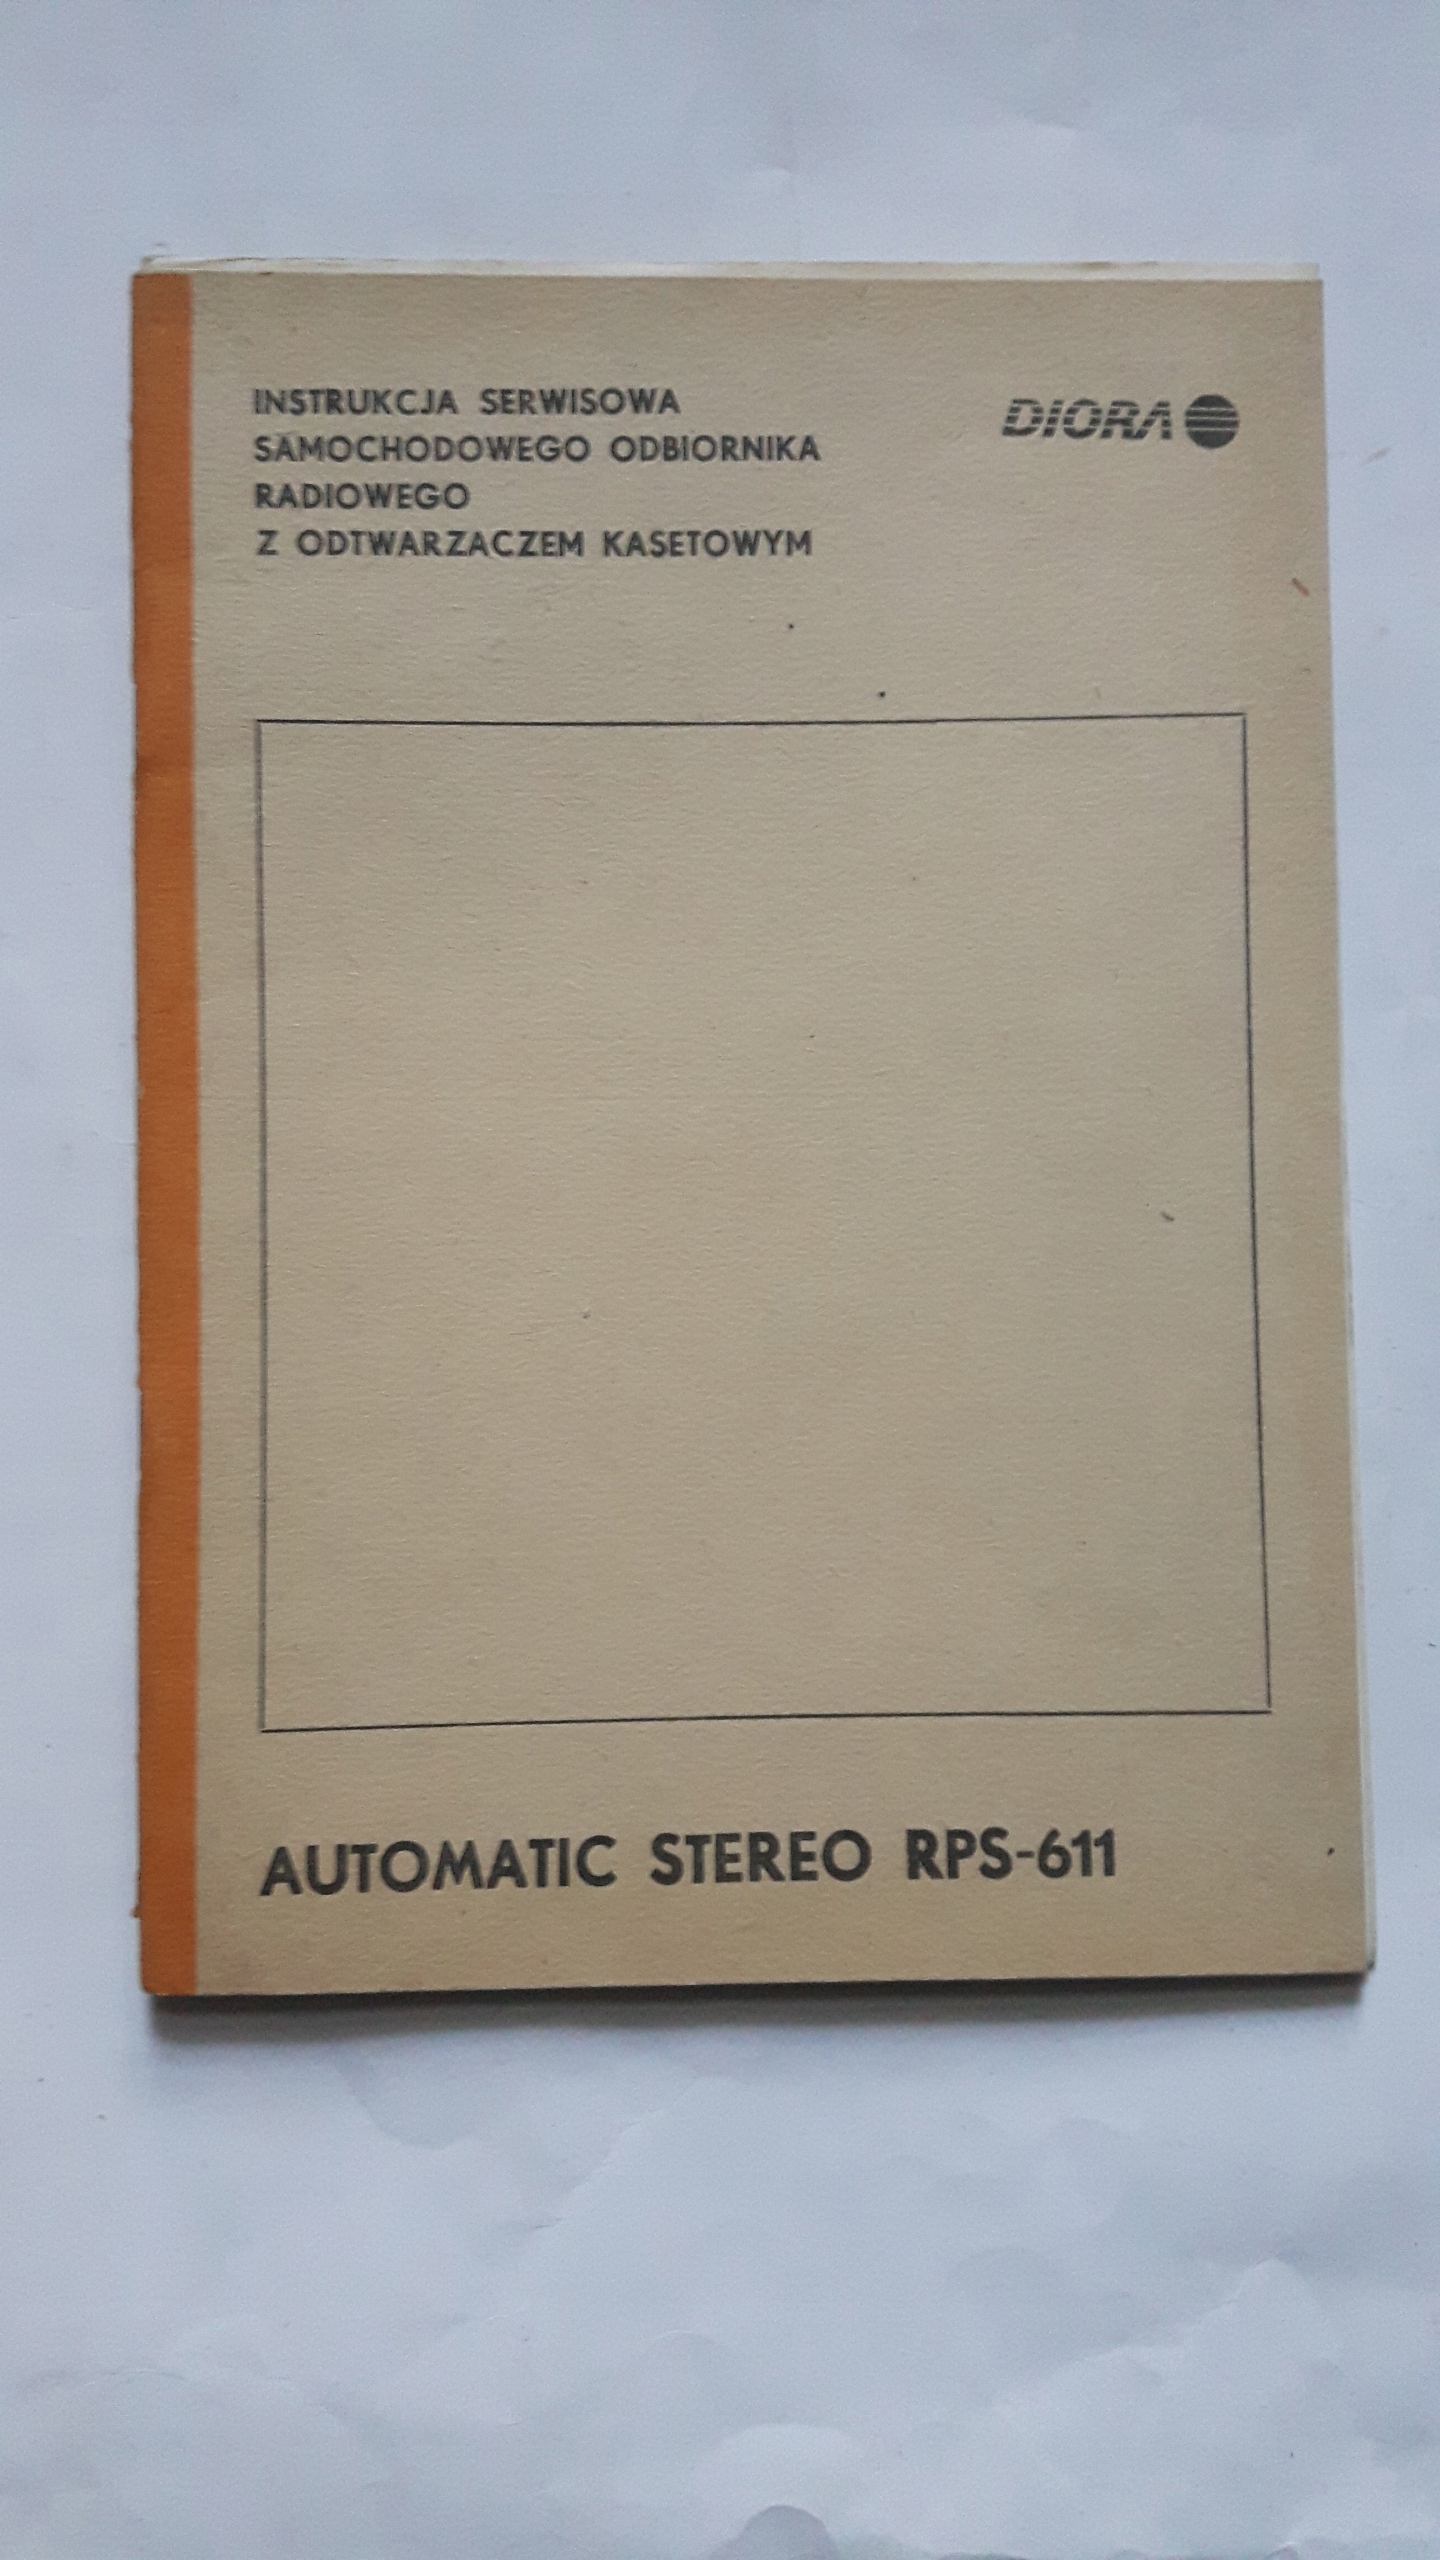 INSTRUKCJA SERWISOWA
SAMOCHODOWEGO ODBIORNIKA
RADIOWEGO
Z ODTWARZACZEM KASETOWYM
DIORA
AUTOMATIC STEREO RPS-611